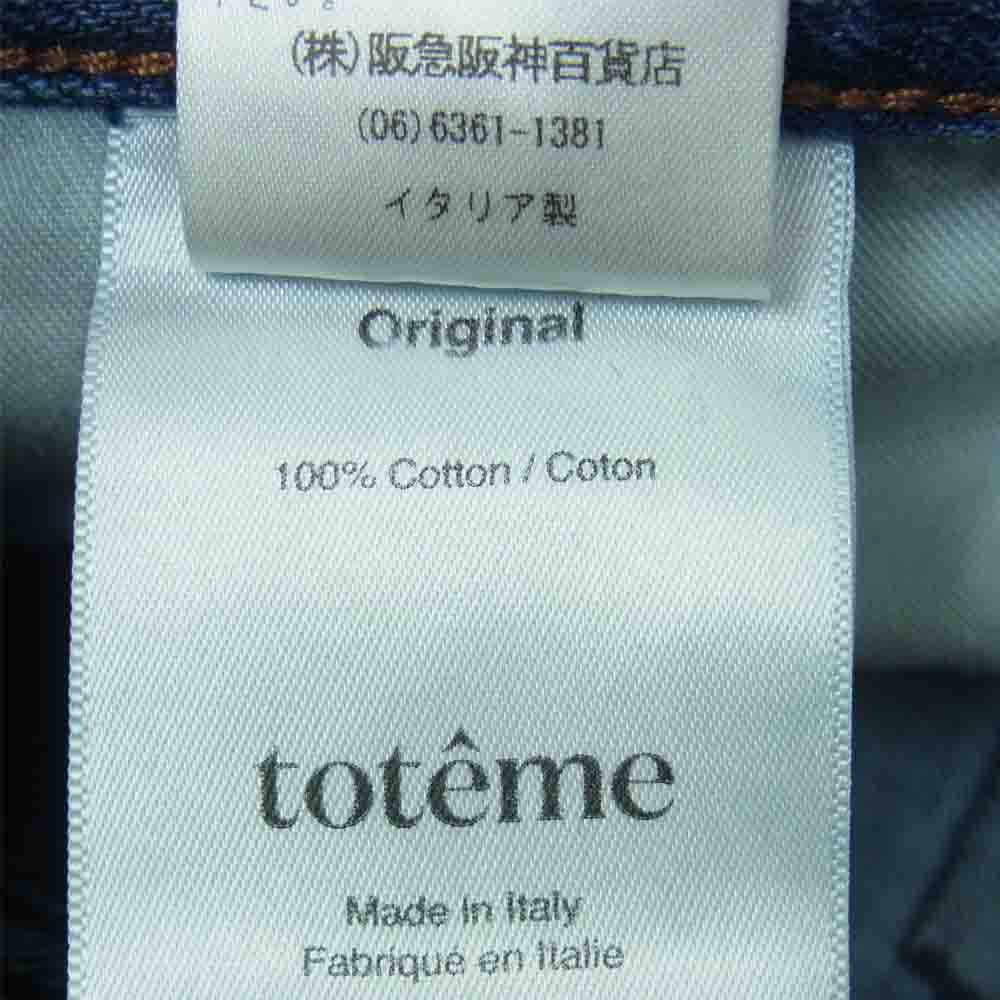 (株)阪急阪神百貨店
(06)6361-1381
イタリア製
Original
100% Cotton / Coton
totême
Made in Italy
Fabriqué en Italie